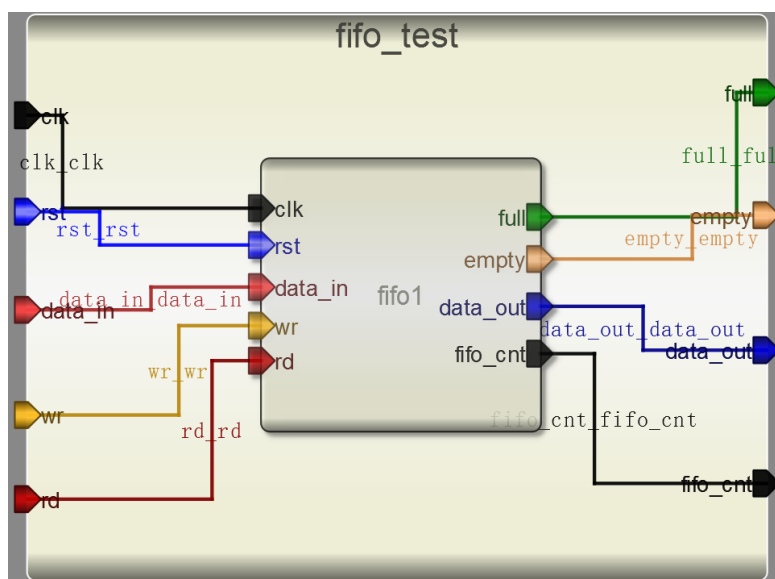 fifo_test
clk
clk_clk
rst
rst_rst
data_in
data_in_data_in
wr
wr_wr
rd
rd_rd
clk
rst
data_in
wr
rd
fifo1
full
empty
data_out
fifo_cnt
full
full_ful
empty
empty_empty
data_out_data_out
data_out
fifo_cnt_fifo_cnt
fifo_cnt